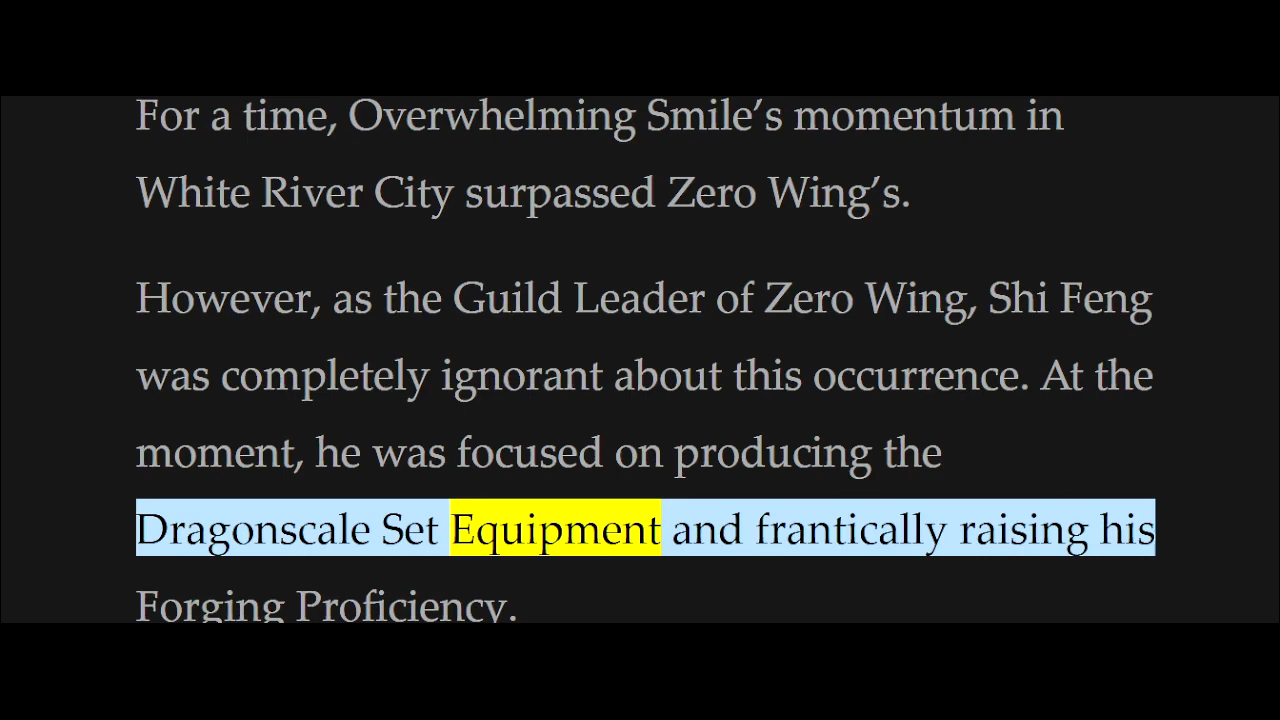 For a time, Overwhelming Smile’s momentum in
White River City surpassed Zero Wing’s.
However, as the Guild Leader of Zero Wing, Shi Feng
was completely ignorant about this occurrence. At the
moment, he was focused on producing the
Dragonscale Set Equipment and frantically raising his
Forging Proficiency.